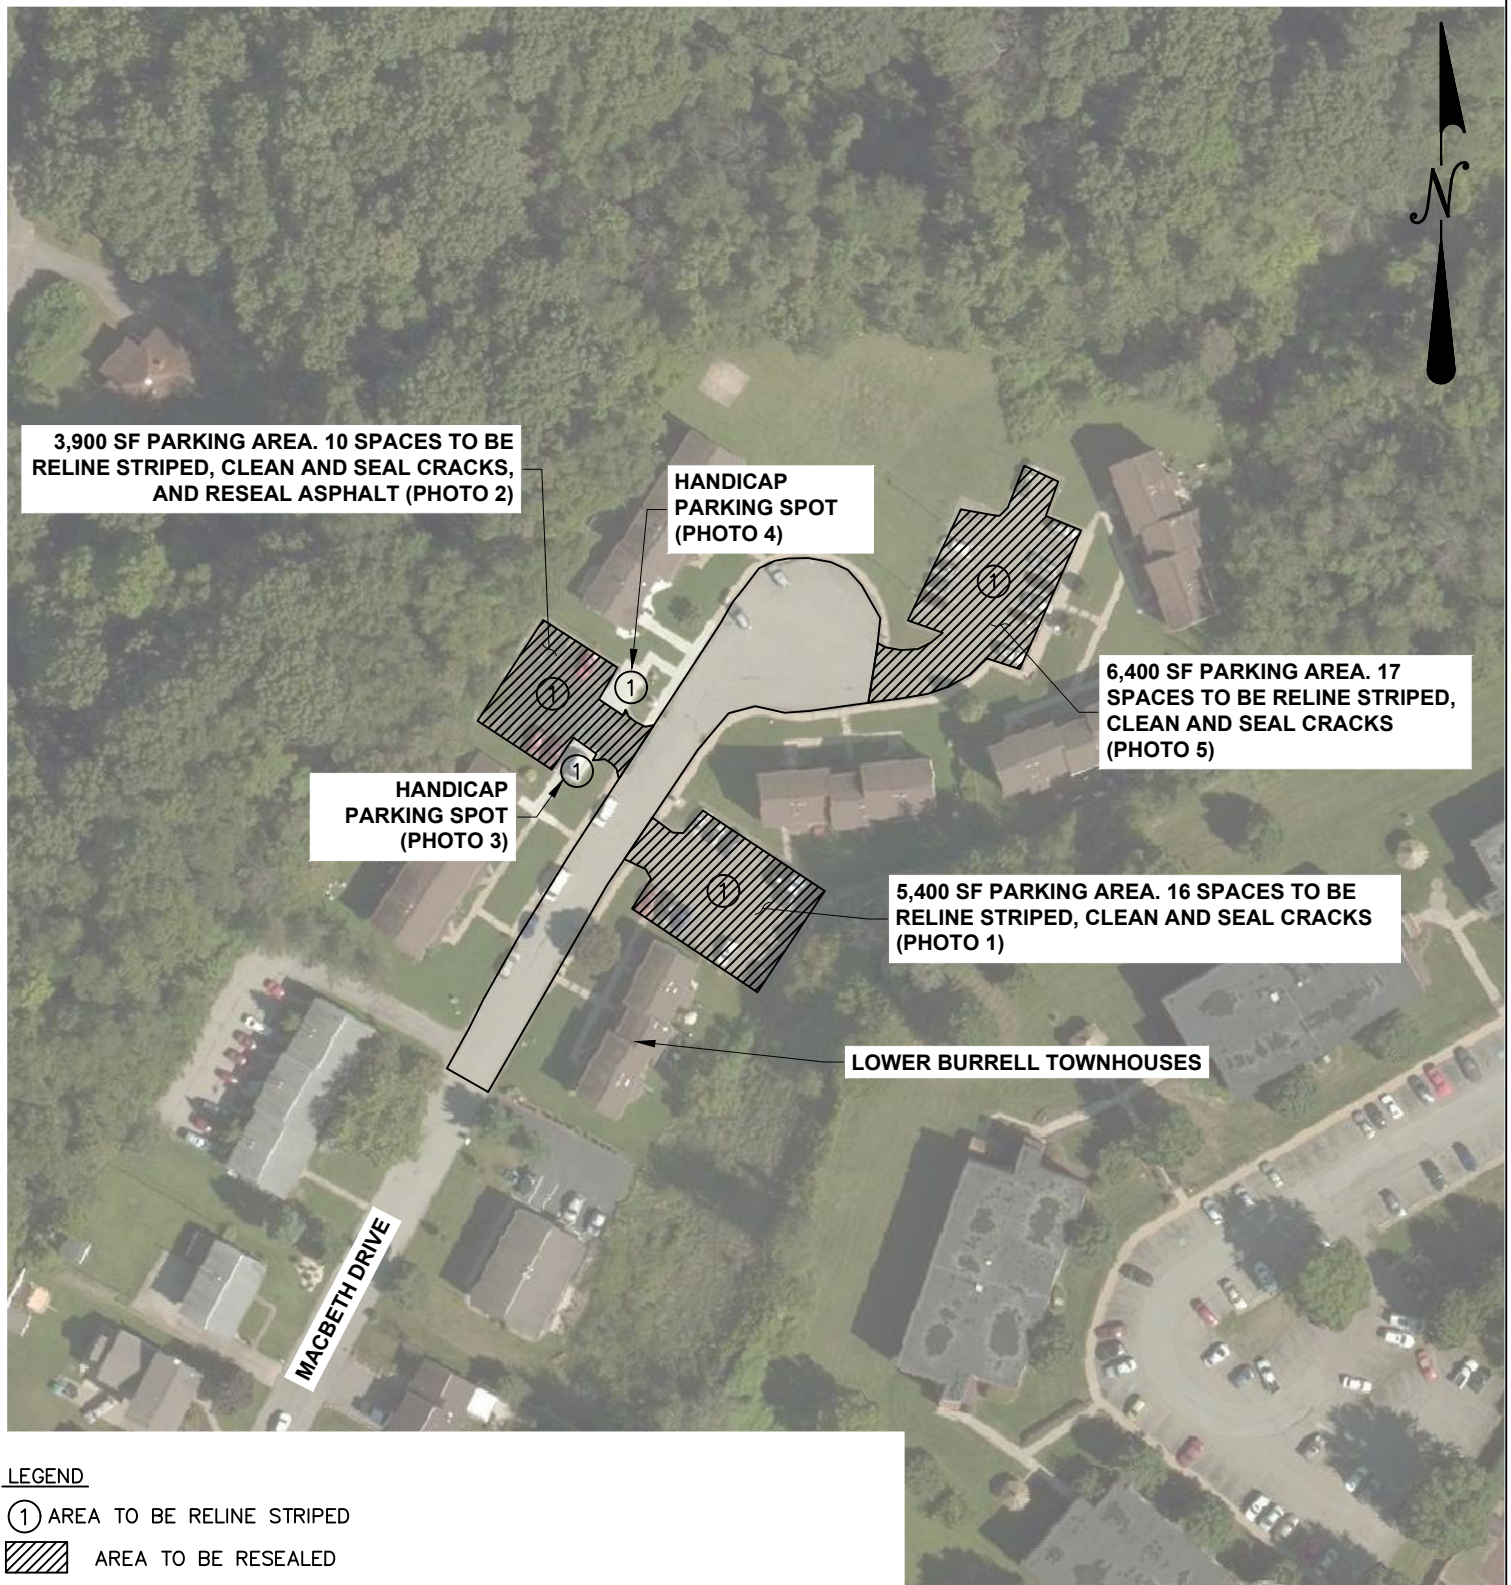 N
3,900 SF PARKING AREA. 10 SPACES TO BE
RELINE STRIPED, CLEAN AND SEAL CRACKS,
AND RESEAL ASPHALT (PHOTO 2)
HANDICAP
PARKING SPOT
(PHOTO 4)
1
1
1
6,400 SF PARKING AREA. 17
SPACES TO BE RELINE STRIPED,
CLEAN AND SEAL CRACKS
(PHOTO 5)
HANDICAP
PARKING SPOT
(PHOTO 3)
1
1
5,400 SF PARKING AREA. 16 SPACES TO BE
RELINE STRIPED, CLEAN AND SEAL CRACKS
(PHOTO 1)
LOWER BURRELL TOWNHOUSES
MACBETH DRIVE
LEGEND
1 AREA TO BE RELINE STRIPED
AREA TO BE RESEALED